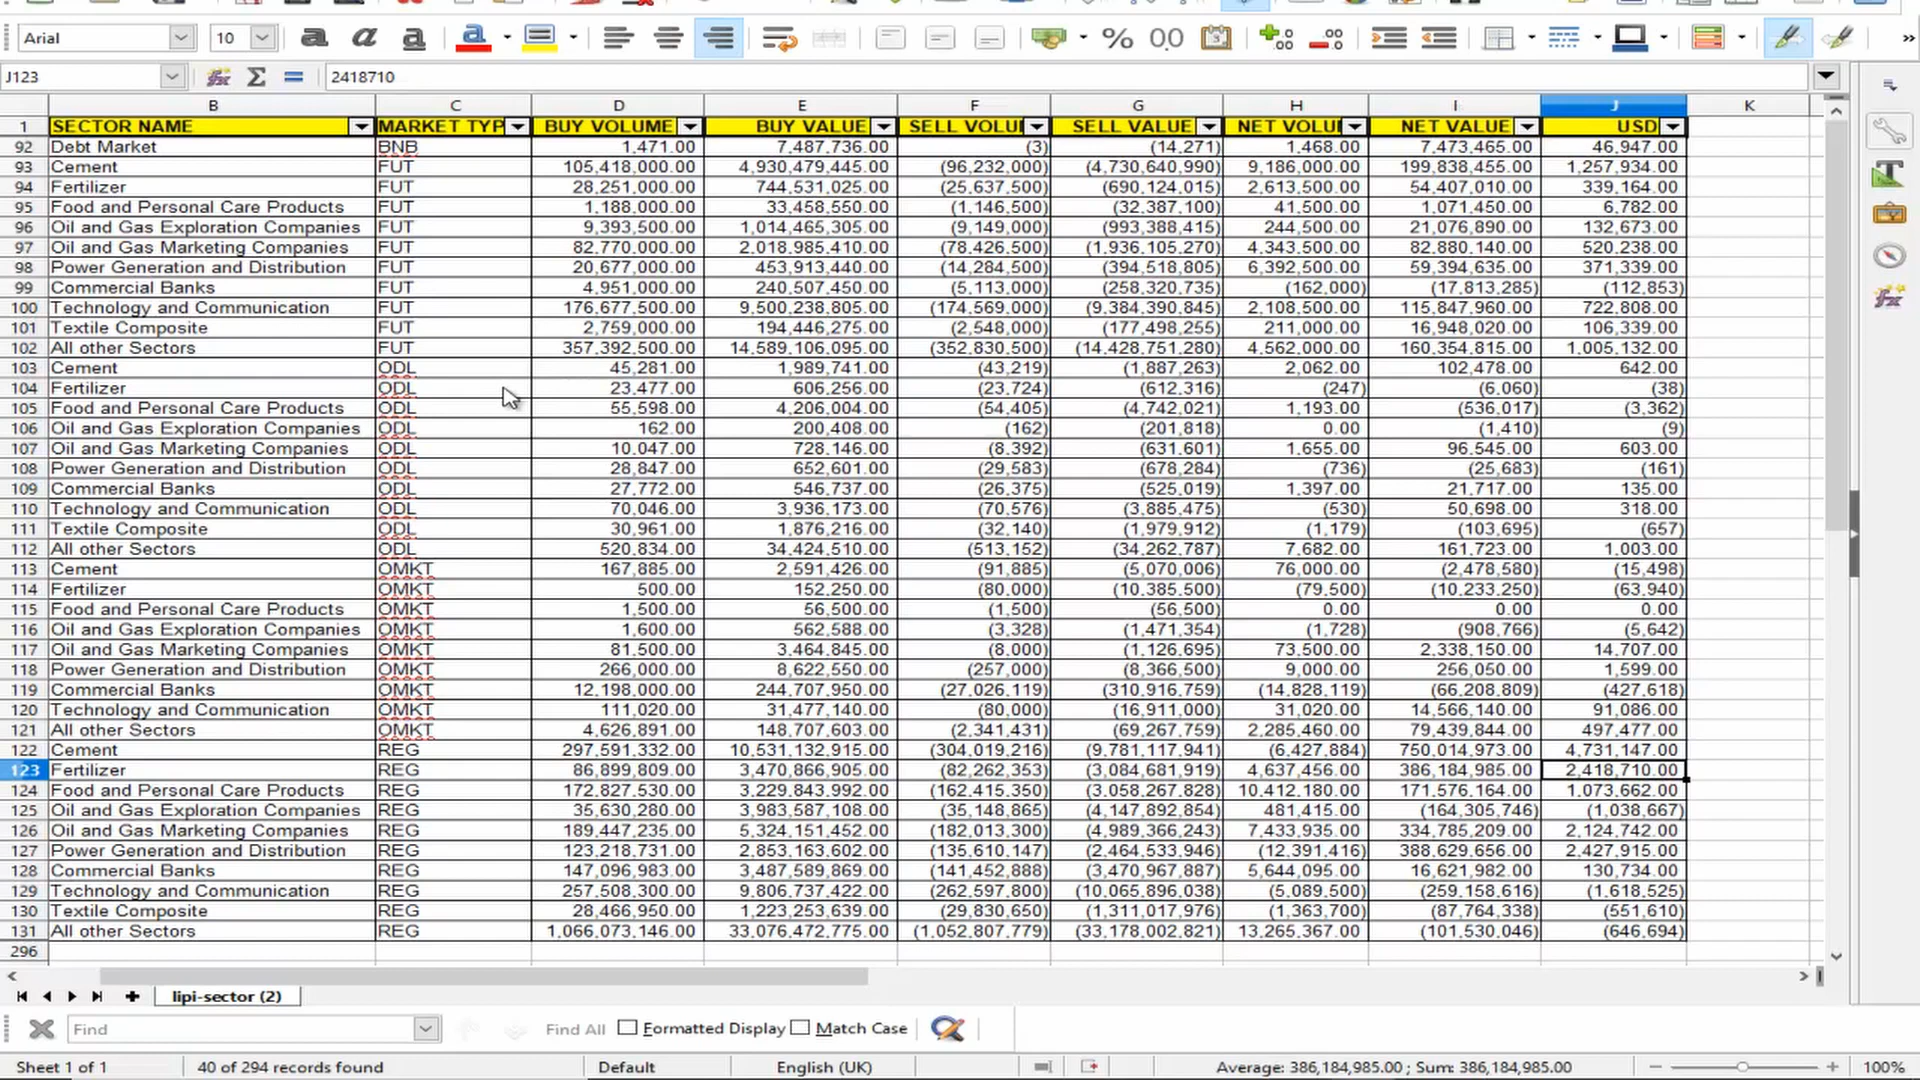 Arial 10
J123 2418710
B C D E F G H I J K
1 SECTOR NAME MARKET TYP BUY VOLUME BUY VALUE SELL VOLUI SELL VALUE NET VOLUI NET VALUE USD
92 Debt Market BNB 1,471.00 7,487,736.00 (3) (14,271) 1,468.00 7,473,465.00 46,947.00
93 Cement FUT 105,418,000.00 4,930,479,445.00 (96,232,000) (4,730,640,990) 9,186,000.00 199,838,455.00 1,257,934.00
94 Fertilizer FUT 28,251,000.00 744,531,025.00 (25,637,500) (690,124,015) 2,613,500.00 54,407,010.00 339,164.00
95 Food and Personal Care Products FUT 1,188,000.00 33,458,550.00 (1,146,500) (32,387,100) 41,500.00 1,071,450.00 6,782.00
96 Oil and Gas Exploration Companies FUT 9,393,500.00 1,014,465,305.00 (9,149,000) (993,388,415) 244,500.00 21,076,890.00 132,673.00
97 Oil and Gas Marketing Companies FUT 82,770,000.00 2,018,985,410.00 (78,426,500) (1,936,105,270) 4,343,500.00 82,880,140.00 520,238.00
98 Power Generation and Distribution FUT 20,677,000.00 453,913,440.00 (14,284,500) (394,518,805) 6,392,500.00 59,394,635.00 371,339.00
99 Commercial Banks FUT 4,951,000.00 240,507,450.00 (5,113,000) (258,320,735) (162,000) (17,813,285) (112,853)
100 Technology and Communication FUT 176,677,500.00 9,500,238,805.00 (174,569,000) (9,384,390,845) 2,108,500.00 115,847,960.00 722,808.00
101 Textile Composite FUT 2,759,000.00 194,446,275.00 (2,548,000) (177,498,255) 211,000.00 16,948,020.00 106,339.00
102 All other Sectors FUT 357,392,500.00 14,589,106,095.00 (352,830,500) (14,428,751,280) 4,562,000.00 160,354,815.00 1,005,132.00
103 Cement ODL 45,281.00 1,989,741.00 (43,219) (1,887,263) 2,062.00 102,478.00 642.00
104 Fertilizer ODL 23,477.00 606,256.00 (23,724) (612,316) (247) (6,060) (38)
105 Food and Personal Care Products ODL 55,598.00 4,206,004.00 (54,405) (4,742,021) 1,193.00 (536,017) (3,362)
106 Oil and Gas Exploration Companies ODL 162.00 200,408.00 (162) (201,818) 0.00 (1,410) (9)
107 Oil and Gas Marketing Companies ODL 10,047.00 728,146.00 (8,392) (631,601) 1,655.00 96,545.00 603.00
108 Power Generation and Distribution ODL 28,847.00 652,601.00 (29,583) (678,284) (736) (25,683) (161)
109 Commercial Banks ODL 27,772.00 546,737.00 (26,375) (525,019) 1,397.00 21,717.00 135.00
110 Technology and Communication ODL 70,046.00 3,936,173.00 (70,576) (3,885,475) (530) 50,698.00 318.00
111 Textile Composite ODL 30,961.00 1,876,216.00 (32,140) (1,979,912) (1,179) (103,695) (657)
112 All other Sectors ODL 520,834.00 34,424,510.00 (513,152) (34,262,787) 7,682.00 161,723.00 1,003.00
113 Cement OMKT 167,885.00 2,591,426.00 (91,885) (5,070,006) 76,000.00 (2,478,580) (15,498)
114 Fertilizer OMKT 500.00 152,250.00 (80,000) (10,385,500) (79,500) (10,233,250) (63,940)
115 Food and Personal Care Products OMKT 1,500.00 56,500.00 (1,500) (56,500) 0.00 0.00 0.00
116 Oil and Gas Exploration Companies OMKT 1,600.00 562,588.00 (3,328) (1,471,354) (1,728) (908,766) (5,642)
117 Oil and Gas Marketing Companies OMKT 81,500.00 3,464,845.00 (8,000) (1,126,695) 73,500.00 2,338,150.00 14,707.00
118 Power Generation and Distribution OMKT 266,000.00 8,622,550.00 (257,000) (8,366,500) 9,000.00 256,050.00 1,599.00
119 Commercial Banks OMKT 12,198,000.00 244,707,950.00 (27,026,119) (310,916,759) (14,828,119) (66,208,809) (427,618)
120 Technology and Communication OMKT 111,020.00 31,477,140.00 (80,000) (16,911,000) 31,020.00 14,566,140.00 91,086.00
121 All other Sectors OMKT 4,626,891.00 148,707,603.00 (2,341,431) (69,267,759) 2,285,460.00 79,439,844.00 497,477.00
122 Cement REG 297,591,332.00 10,531,132,915.00 (304,019,216) (9,781,117,941) (6,427,884) 750,014,973.00 4,731,147.00
123 Fertilizer REG 86,899,809.00 3,470,866,905.00 (82,262,353) (3,084,681,919) 4,637,456.00 386,184,985.00 2,418,710.00
124 Food and Personal Care Products REG 172,827,530.00 3,229,843,992.00 (162,415,350) (3,058,267,828) 10,412,180.00 171,576,164.00 1,073,662.00
125 Oil and Gas Exploration Companies REG 35,630,280.00 3,983,587,108.00 (35,148,865) (4,147,892,854) 481,415.00 (164,305,746) (1,038,667)
126 Oil and Gas Marketing Companies REG 189,447,235.00 5,324,151,452.00 (182,013,300) (4,989,366,243) 7,433,935.00 334,785,209.00 2,124,742.00
127 Power Generation and Distribution REG 123,218,731.00 2,853,163,602.00 (135,610,147) (2,464,533,946) (12,391,416) 388,629,656.00 2,427,915.00
128 Commercial Banks REG 147,096,983.00 3,487,589,869.00 (141,452,888) (3,470,967,887) 5,644,095.00 16,621,982.00 130,734.00
129 Technology and Communication REG 257,508,300.00 9,806,737,422.00 (262,597,800) (10,065,896,038) (5,089,500) (259,158,616) (1,618,525)
130 Textile Composite REG 28,466,950.00 1,223,253,639.00 (29,830,650) (1,311,017,976) (1,363,700) (87,764,338) (551,610)
131 All other Sectors REG 1,066,073,146.00 33,076,472,775.00 (1,052,807,779) (33,178,002,821) 13,265,367.00 (101,530,046) (646,694)
296
lipi-sector (2)
Find Find All Formatted Display Match Case
Sheet 1 of 1 40 of 294 records found Default English (UK) Average: 386,184,985.00 ; Sum: 386,184,985.00 100%